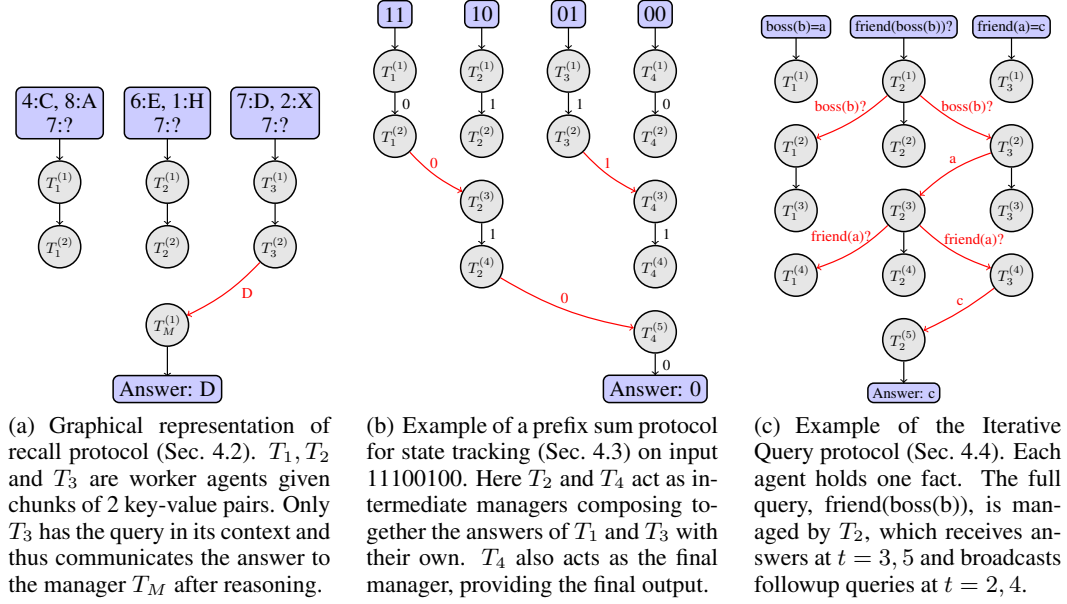 4:C, 8:A
7:?
6:E, 1:H
7:?
7:D, 2:X
7:?
T_1^{(1)}
T_2^{(1)}
T_3^{(1)}
T_1^{(2)}
T_2^{(2)}
T_3^{(2)}
D
T_M^{(1)}
Answer: D
(a) Graphical representation of
recall protocol (Sec. 4.2). T_1, T_2
and T_3 are worker agents given
chunks of 2 key-value pairs. Only
T_3 has the query in its context and
thus communicates the answer to
the manager T_M after reasoning.
11
10
01
00
T_1^{(1)}
T_2^{(1)}
T_3^{(1)}
T_4^{(1)}
0
1
1
0
T_1^{(2)}
T_2^{(2)}
T_3^{(2)}
T_4^{(2)}
0
1
T_2^{(3)}
T_4^{(3)}
1
1
T_2^{(4)}
T_4^{(4)}
0
T_4^{(5)}
0
Answer: 0
(b) Example of a prefix sum protocol
for state tracking (Sec. 4.3) on input
11100100. Here T_2 and T_4 act as
intermediate managers composing to-
gether the answers of T_1 and T_3 with
their own. T_4 also acts as the final
manager, providing the final output.
boss(b)=a
friend(boss(b))?
friend(a)=c
T_1^{(1)}
T_2^{(1)}
T_3^{(1)}
boss(b)?
boss(b)?
T_1^{(2)}
T_2^{(2)}
T_3^{(2)}
a
T_1^{(3)}
T_2^{(3)}
T_3^{(3)}
friend(a)?
friend(a)?
T_1^{(4)}
T_2^{(4)}
T_3^{(4)}
c
T_2^{(5)}
Answer: c
(c) Example of the Iterative
Query protocol (Sec. 4.4). Each
agent holds one fact. The full
query, friend(boss(b)), is man-
aged by T_2, which receives an-
swers at t = 3, 5 and broadcasts
followup queries at t = 2, 4.